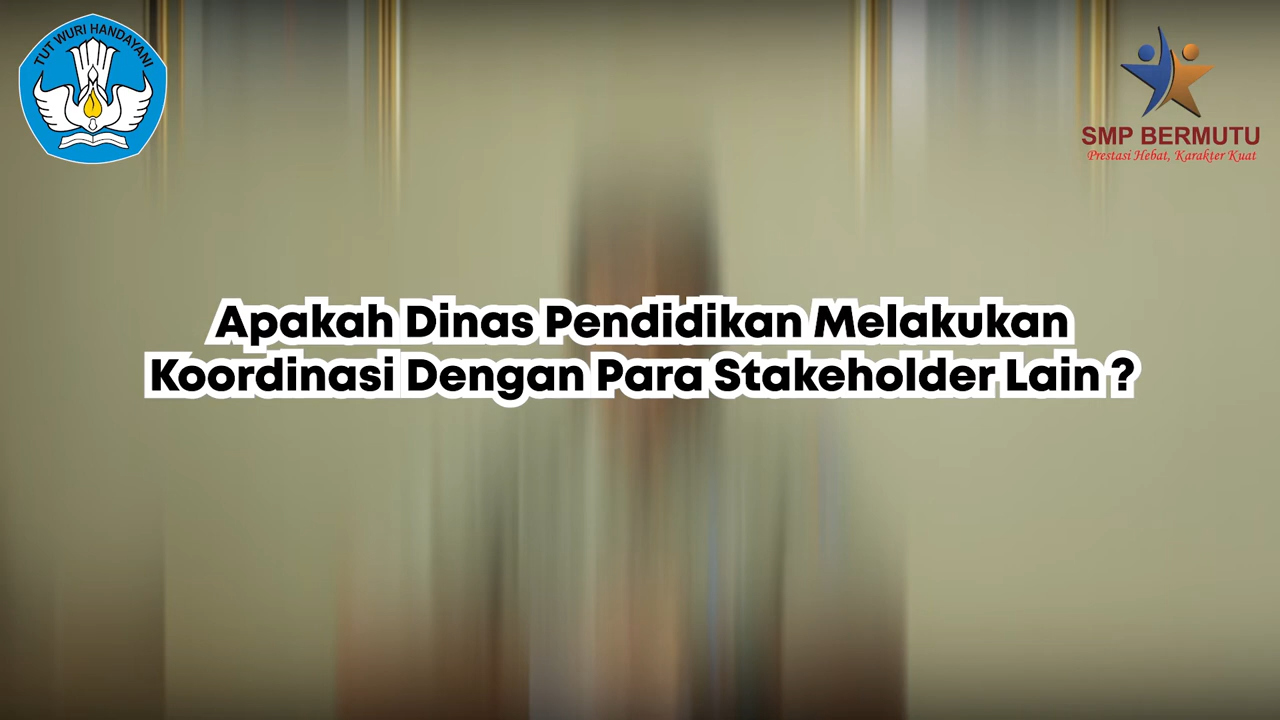 TUT WURI HANDAYANI
SMP BERMUTU
Prestasi Hebat, Karakter Kuat
Apakah Dinas Pendidikan Melakukan
Koordinasi Dengan Para Stakeholder Lain ?